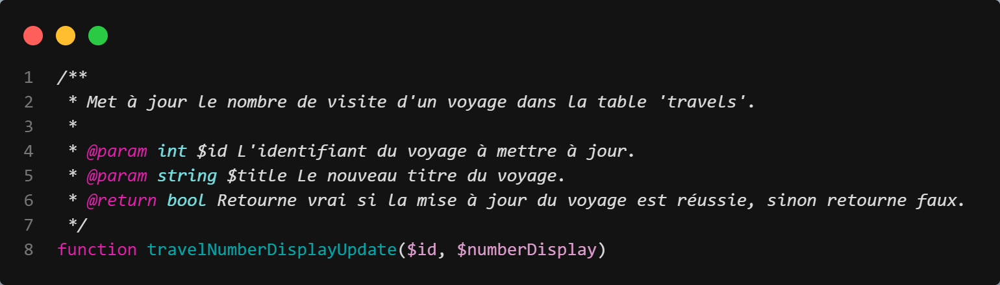 1 /**
2  * Met à jour le nombre de visite d'un voyage dans la table 'travels'.
3  *
4  * @param int $id L'identifiant du voyage à mettre à jour.
5  * @param string $title Le nouveau titre du voyage.
6  * @return bool Retourne vrai si la mise à jour du voyage est réussie, sinon retourne faux.
7  */
8 function travelNumberDisplayUpdate($id, $numberDisplay)